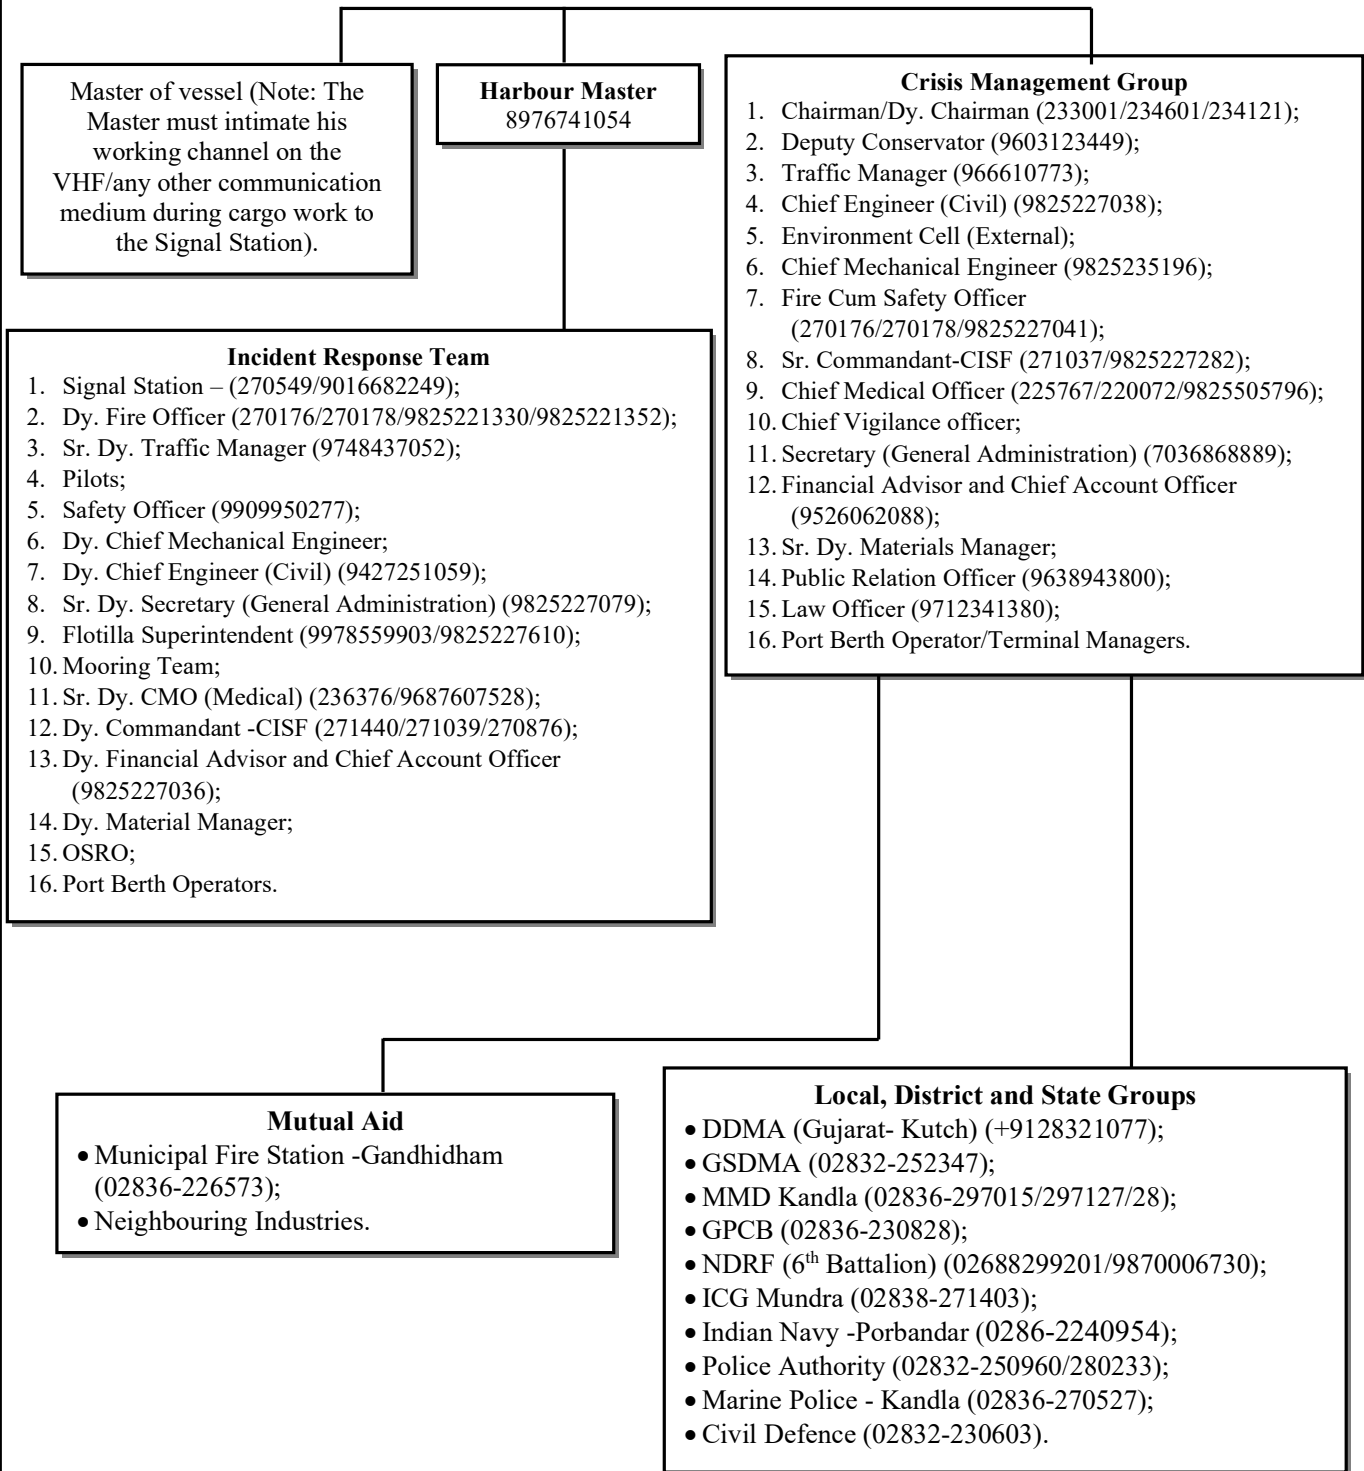 Master of vessel (Note: The
Master must intimate his
working channel on the
VHF/any other communication
medium during cargo work to
the Signal Station).
Harbour Master
8976741054
Crisis Management Group
1. Chairman/Dy. Chairman (233001/234601/234121);
2. Deputy Conservator (9603123449);
3. Traffic Manager (966610773);
4. Chief Engineer (Civil) (9825227038);
5. Environment Cell (External);
6. Chief Mechanical Engineer (9825235196);
7. Fire Cum Safety Officer
(270176/270178/9825227041);
8. Sr. Commandant-CISF (271037/9825227282);
9. Chief Medical Officer (225767/220072/9825505796);
10. Chief Vigilance officer;
11. Secretary (General Administration) (7036868889);
12. Financial Advisor and Chief Account Officer
(9526062088);
13. Sr. Dy. Materials Manager;
14. Public Relation Officer (9638943800);
15. Law Officer (9712341380);
16. Port Berth Operator/Terminal Managers.
Incident Response Team
1. Signal Station – (270549/9016682249);
2. Dy. Fire Officer (270176/270178/9825221330/9825221352);
3. Sr. Dy. Traffic Manager (9748437052);
4. Pilots;
5. Safety Officer (9909950277);
6. Dy. Chief Mechanical Engineer;
7. Dy. Chief Engineer (Civil) (9427251059);
8. Sr. Dy. Secretary (General Administration) (9825227079);
9. Flotilla Superintendent (9978559903/9825227610);
10. Mooring Team;
11. Sr. Dy. CMO (Medical) (236376/9687607528);
12. Dy. Commandant -CISF (271440/271039/270876);
13. Dy. Financial Advisor and Chief Account Officer
(9825227036);
14. Dy. Material Manager;
15. OSRO;
16. Port Berth Operators.
Mutual Aid
• Municipal Fire Station -Gandhidham
(02836-226573);
• Neighbouring Industries.
Local, District and State Groups
• DDMA (Gujarat- Kutch) (+9128321077);
• GSDMA (02832-252347);
• MMD Kandla (02836-297015/297127/28);
• GPCB (02836-230828);
• NDRF (6th Battalion) (02688299201/9870006730);
• ICG Mundra (02838-271403);
• Indian Navy -Porbandar (0286-2240954);
• Police Authority (02832-250960/280233);
• Marine Police - Kandla (02836-270527);
• Civil Defence (02832-230603).